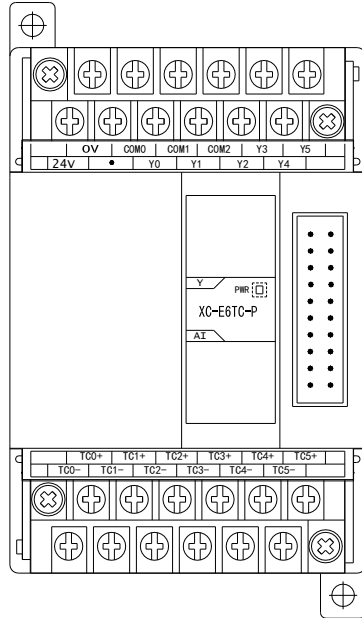 0V COM0 COM1 COM2 Y3 Y5
24V • Y0 Y1 Y2 Y4
Y
PWR
XC-E6TC-P
AI
TC0+ TC1+ TC2+ TC3+ TC4+ TC5+
TC0- TC1- TC2- TC3- TC4- TC5-